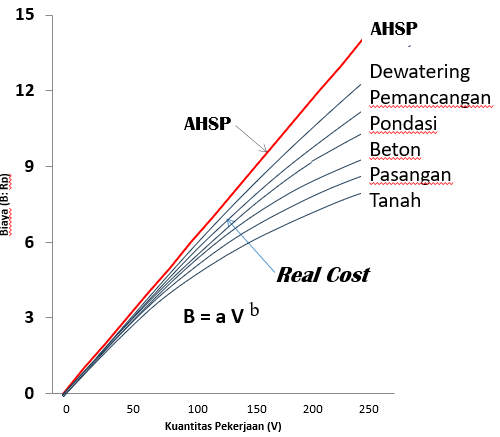 15
12
9
6
3
0
Biaya (B: Rp)
AHSP
AHSP
Dewatering
Pemancangan
Pondasi
Beton
Pasangan
Tanah
Real Cost
B = a V b
0 50 100 150 200 250
Kuantitas Pekerjaan (V)